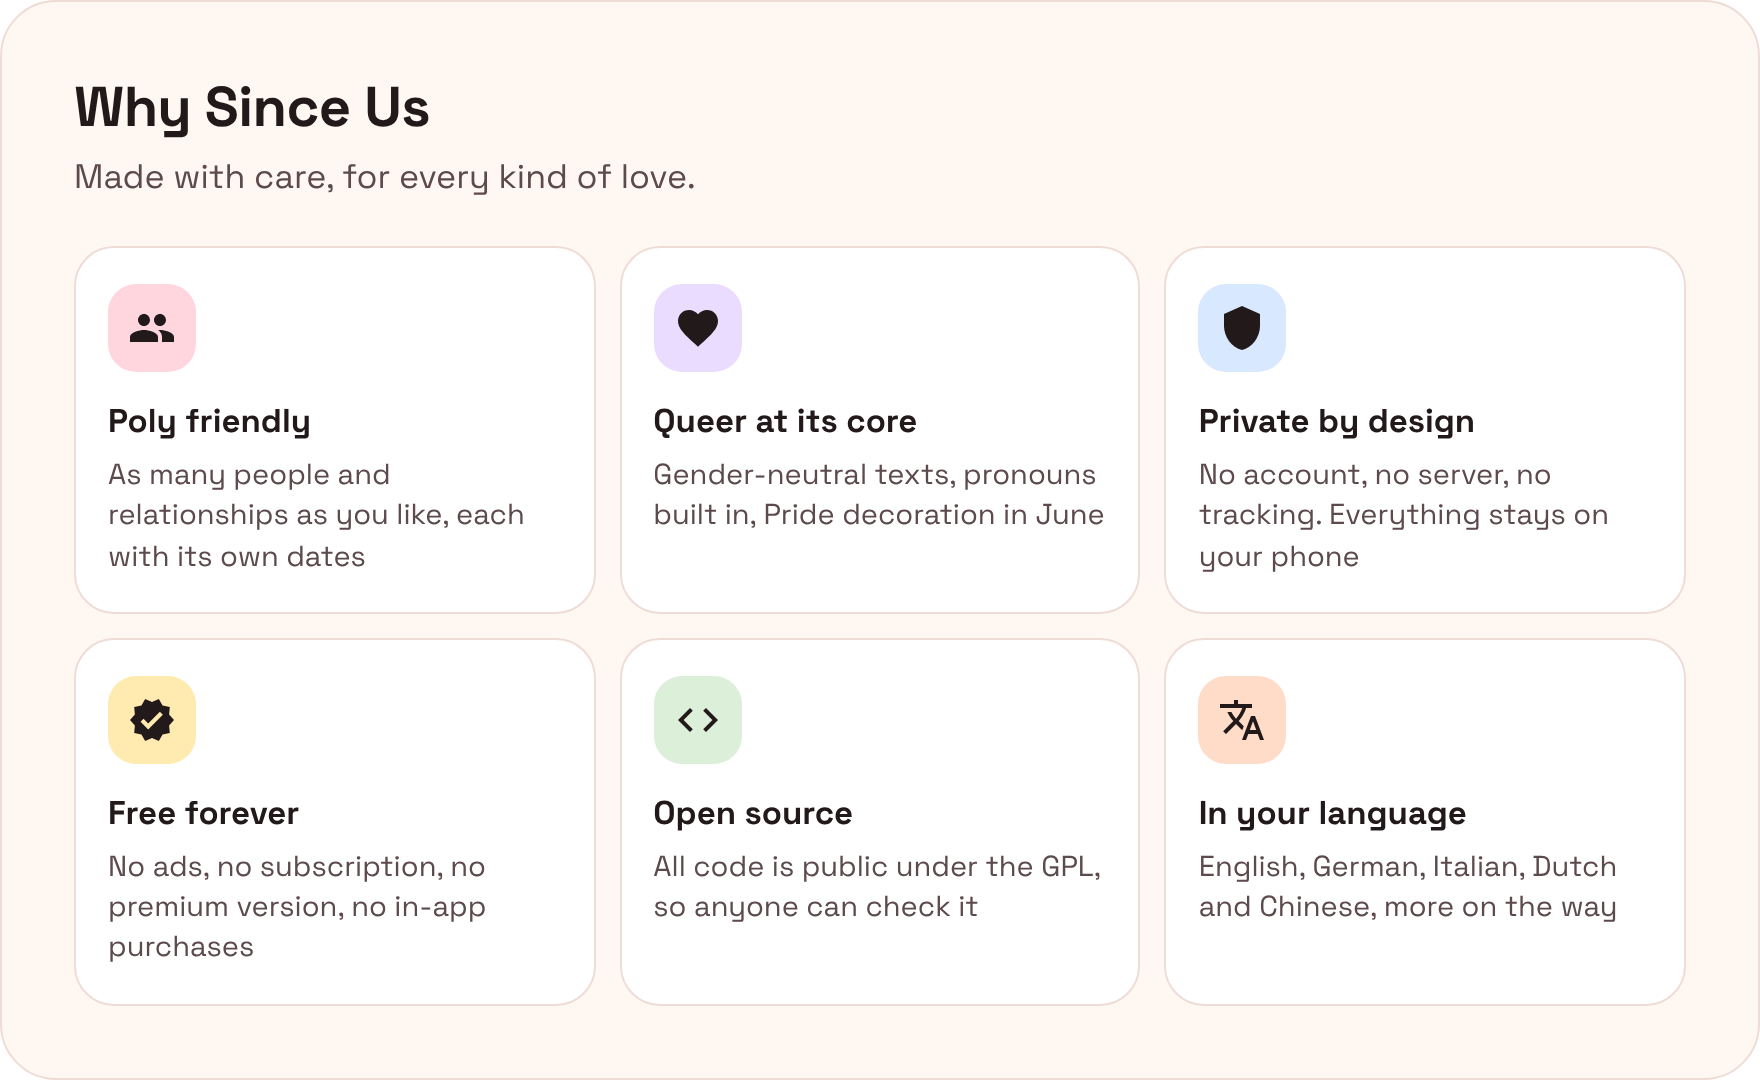 Why Since Us
Made with care, for every kind of love.
Poly friendly
As many people and
relationships as you like, each
with its own dates
Queer at its core
Gender-neutral texts, pronouns
built in, Pride decoration in June
Private by design
No account, no server, no
tracking. Everything stays on
your phone
Free forever
No ads, no subscription, no
premium version, no in-app
purchases
Open source
All code is public under the GPL,
so anyone can check it
In your language
English, German, Italian, Dutch
and Chinese, more on the way